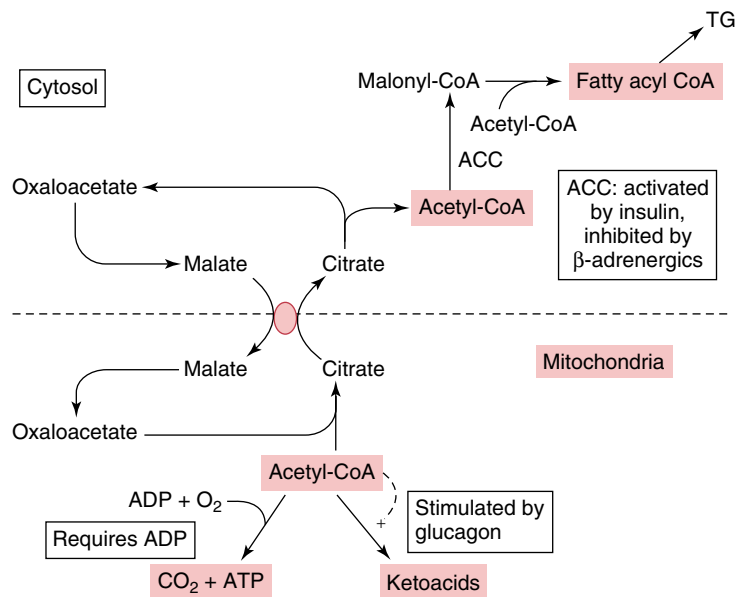 TG
Cytosol
Malonyl-CoA
Fatty acyl CoA
Acetyl-CoA
ACC
Oxaloacetate
Acetyl-CoA
ACC: activated
by insulin,
inhibited by
β-adrenergics
Malate
Citrate
Malate
Citrate
Mitochondria
Oxaloacetate
Acetyl-CoA
ADP + O₂
+
Stimulated by
glucagon
Requires ADP
CO₂ + ATP
Ketoacids